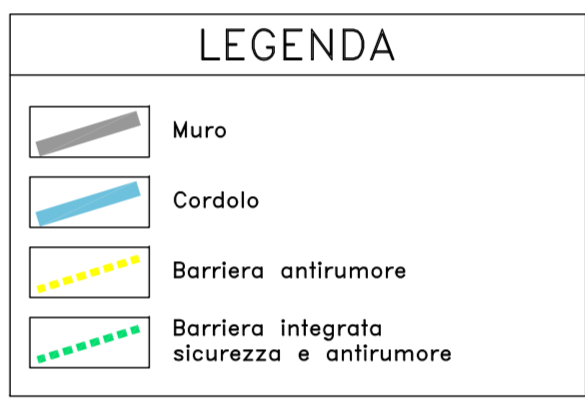 LEGENDA
Muro
Cordolo
Barriera antirumore
Barriera integrata
sicurezza e antirumore